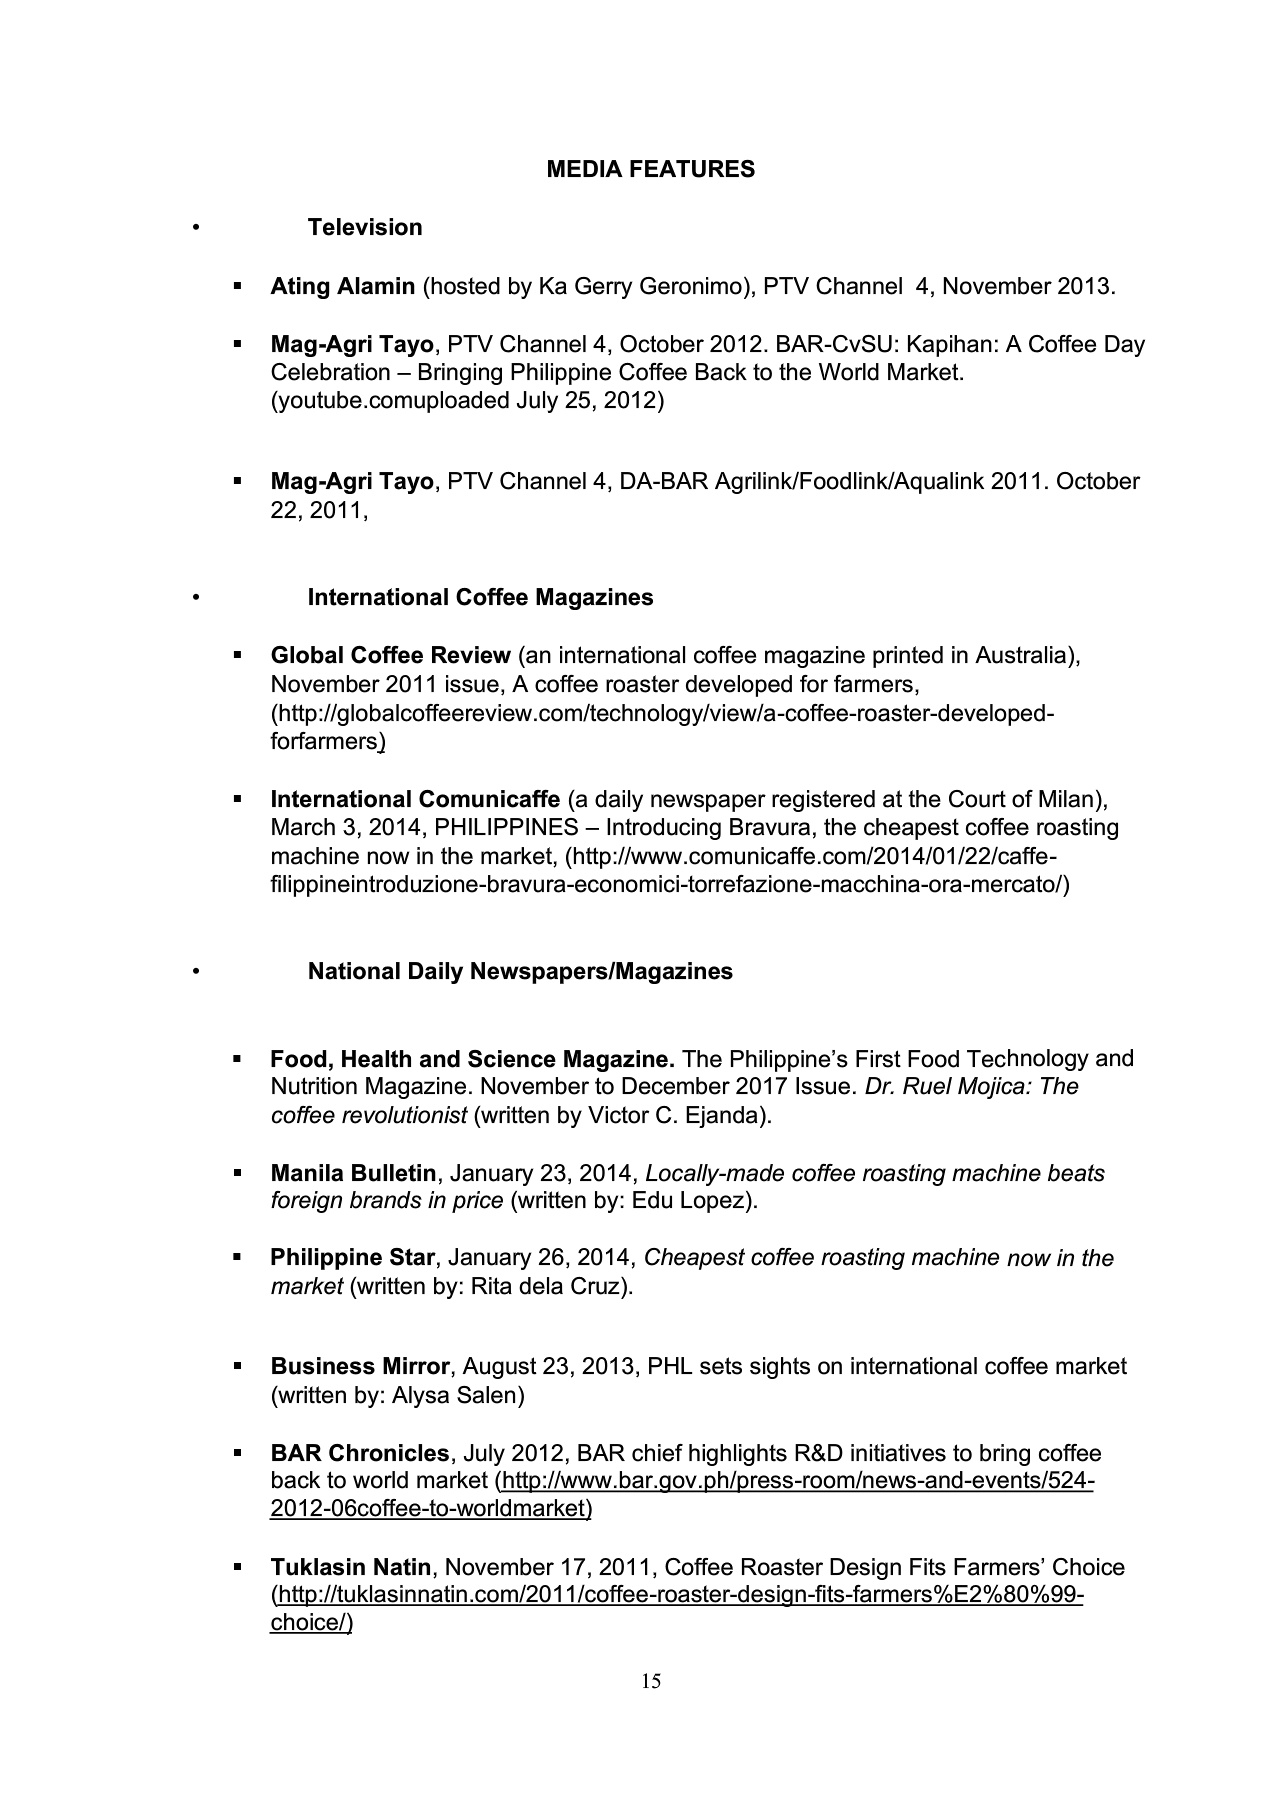 MEDIA FEATURES
• Television
▪ Ating Alamin (hosted by Ka Gerry Geronimo), PTV Channel 4, November 2013.
▪ Mag-Agri Tayo, PTV Channel 4, October 2012. BAR-CvSU: Kapihan: A Coffee Day
Celebration – Bringing Philippine Coffee Back to the World Market.
(youtube.comuploaded July 25, 2012)
▪ Mag-Agri Tayo, PTV Channel 4, DA-BAR Agrilink/Foodlink/Aqualink 2011. October
22, 2011,
• International Coffee Magazines
▪ Global Coffee Review (an international coffee magazine printed in Australia),
November 2011 issue, A coffee roaster developed for farmers,
(http://globalcoffeereview.com/technology/view/a-coffee-roaster-developed-
forfarmers)
▪ International Comunicaffe (a daily newspaper registered at the Court of Milan),
March 3, 2014, PHILIPPINES – Introducing Bravura, the cheapest coffee roasting
machine now in the market, (http://www.comunicaffe.com/2014/01/22/caffe-
filippineintroduzione-bravura-economici-torrefazione-macchina-ora-mercato/)
• National Daily Newspapers/Magazines
▪ Food, Health and Science Magazine. The Philippine’s First Food Technology and
Nutrition Magazine. November to December 2017 Issue. Dr. Ruel Mojica: The
coffee revolutionist (written by Victor C. Ejanda).
▪ Manila Bulletin, January 23, 2014, Locally-made coffee roasting machine beats
foreign brands in price (written by: Edu Lopez).
▪ Philippine Star, January 26, 2014, Cheapest coffee roasting machine now in the
market (written by: Rita dela Cruz).
▪ Business Mirror, August 23, 2013, PHL sets sights on international coffee market
(written by: Alysa Salen)
▪ BAR Chronicles, July 2012, BAR chief highlights R&D initiatives to bring coffee
back to world market (http://www.bar.gov.ph/press-room/news-and-events/524-
2012-06coffee-to-worldmarket)
▪ Tuklasin Natin, November 17, 2011, Coffee Roaster Design Fits Farmers’ Choice
(http://tuklasinnatin.com/2011/coffee-roaster-design-fits-farmers%E2%80%99-
choice/)
15